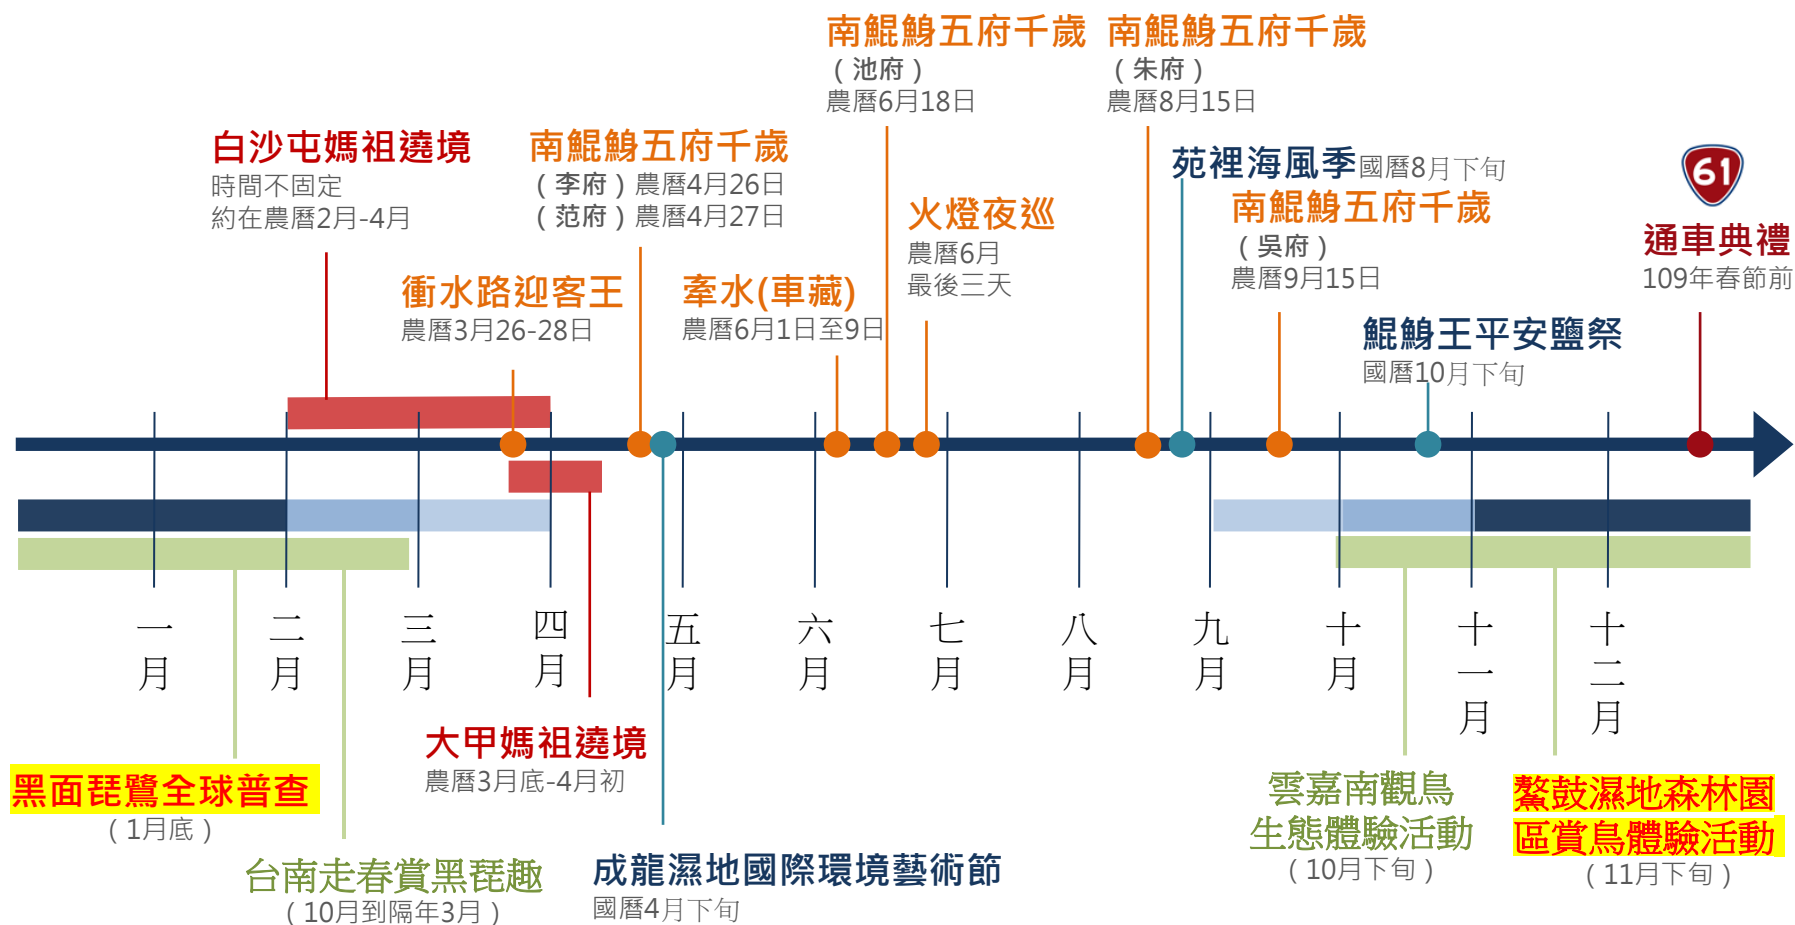 南鯤鯓五府千歲
（池府）
農曆6月18日
南鯤鯓五府千歲
（朱府）
農曆8月15日
白沙屯媽祖遶境
時間不固定
約在農曆2月-4月
南鯤鯓五府千歲
（李府）農曆4月26日
（范府）農曆4月27日
苑裡海風季國曆8月下旬
南鯤鯓五府千歲
（吳府）
農曆9月15日
61
通車典禮
109年春節前
火燈夜巡
農曆6月
最後三天
衝水路迎客王
農曆3月26-28日
牽水(車藏)
農曆6月1日至9日
鯤鯓王平安鹽祭
國曆10月下旬
一月
二月
三月
四月
五月
六月
七月
八月
九月
十月
十一月
十二月
大甲媽祖遶境
農曆3月底-4月初
黑面琵鷺全球普查
（1月底）
台南走春賞黑琵趣
（10月到隔年3月）
成龍濕地國際環境藝術節
國曆4月下旬
雲嘉南觀鳥
生態體驗活動
（10月下旬）
鰲鼓濕地森林園
區賞鳥體驗活動
（11月下旬）